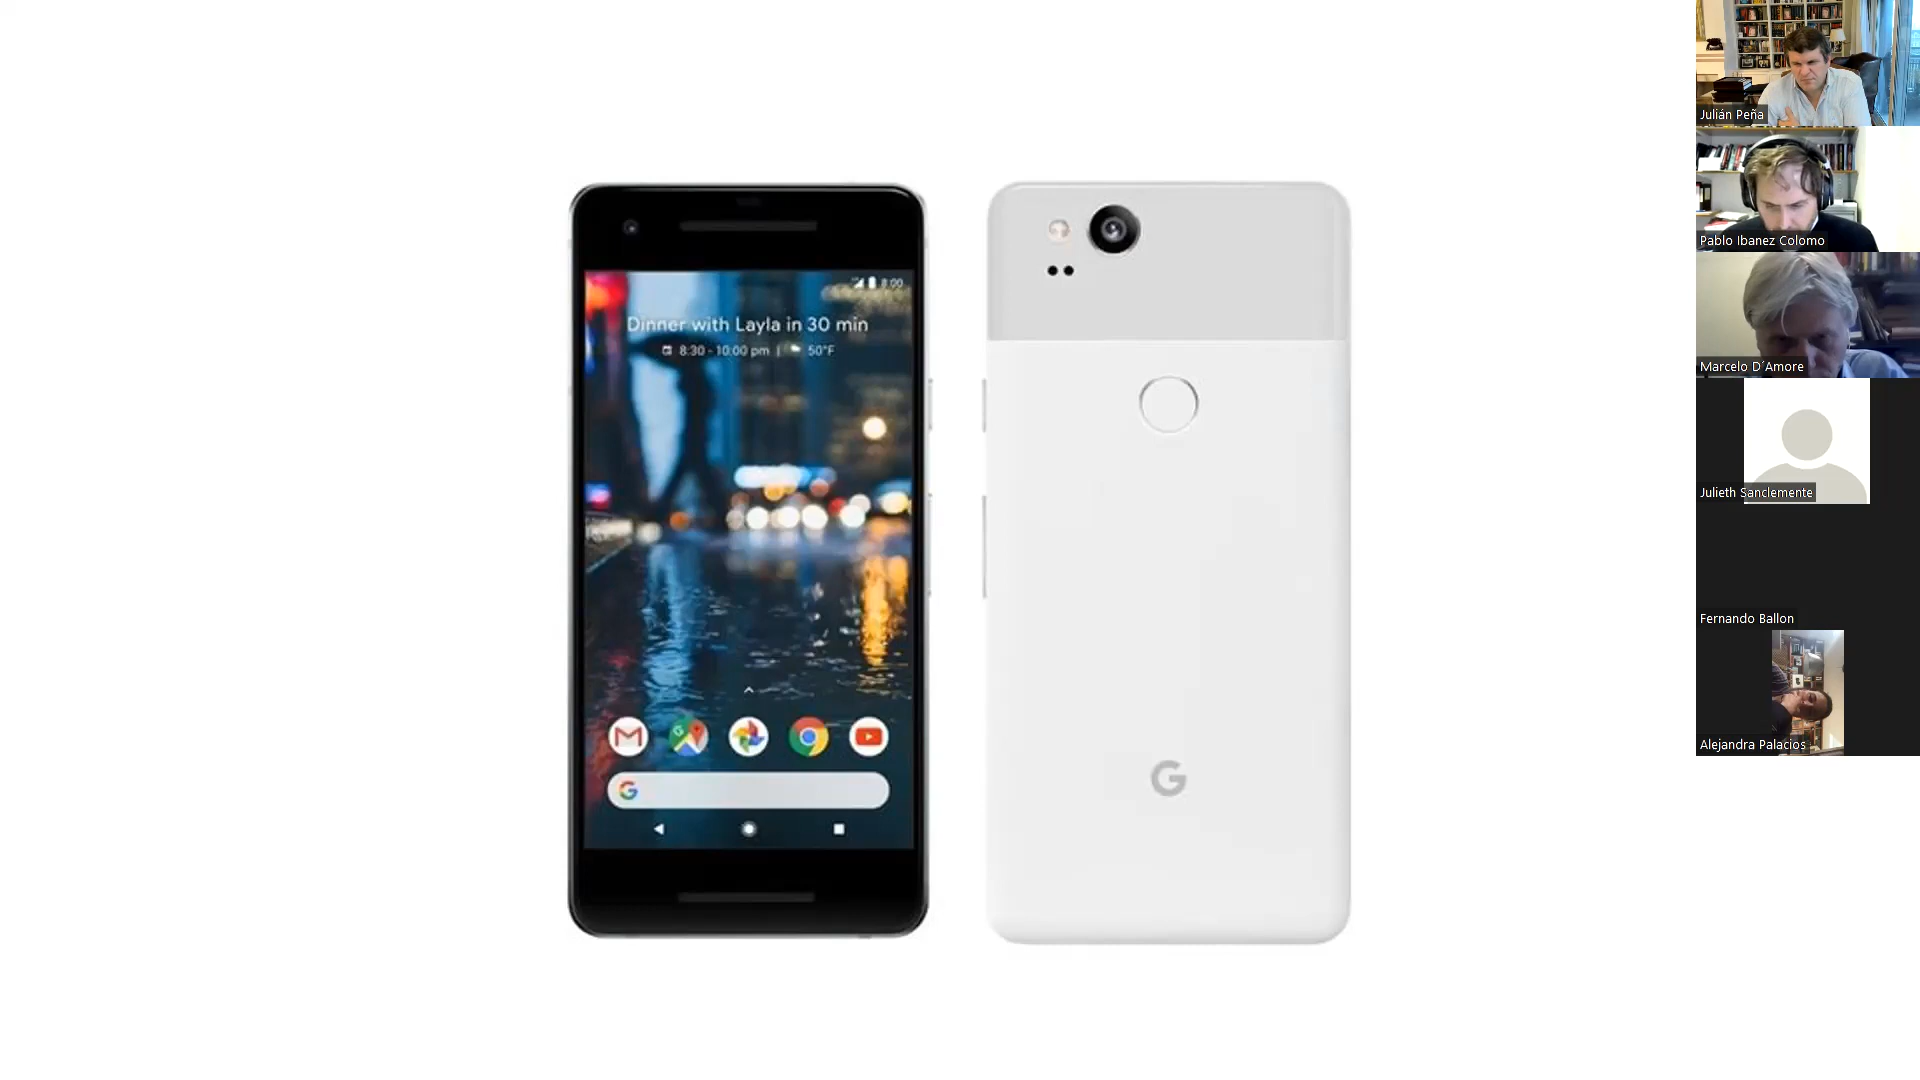 8:00
Dinner with Layla in 30 min
8:30 - 10:00 pm | 50°F
G
Julián Peña
Pablo Ibanez Colomo
Marcelo D´Amore
Julieth Sanclemente
Fernando Ballon
Alejandra Palacios